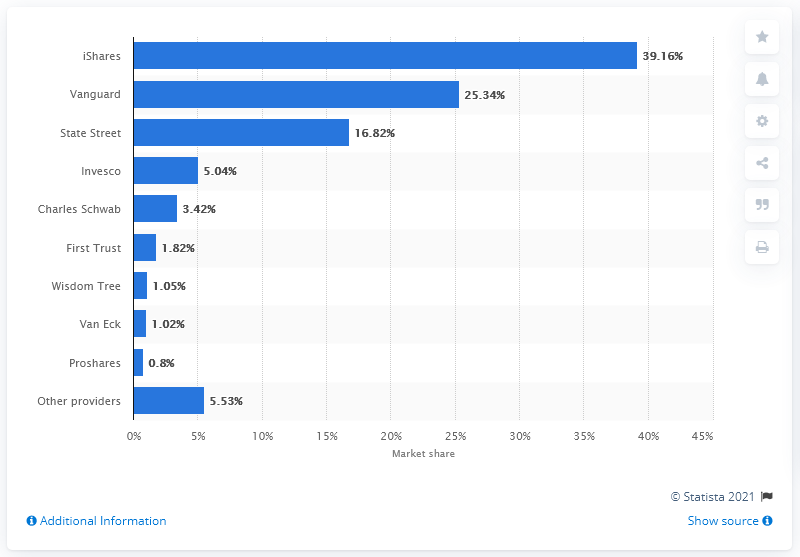 iShares 39.16%
Vanguard 25.34%
State Street 16.82%
Invesco 5.04%
Charles Schwab 3.42%
First Trust 1.82%
Wisdom Tree 1.05%
Van Eck 1.02%
Proshares 0.8%
Other providers 5.53%
0% 5% 10% 15% 20% 25% 30% 35% 40% 45%
Market share
© Statista 2021
Additional Information Show source